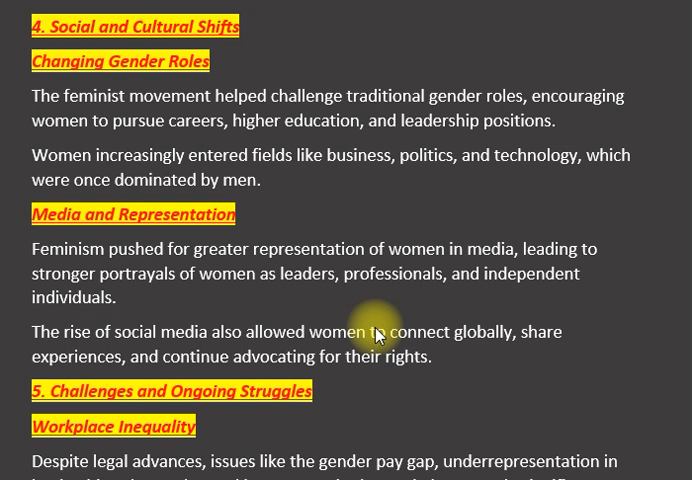 4. Social and Cultural Shifts
Changing Gender Roles
The feminist movement helped challenge traditional gender roles, encouraging
women to pursue careers, higher education, and leadership positions.
Women increasingly entered fields like business, politics, and technology, which
were once dominated by men.
Media and Representation
Feminism pushed for greater representation of women in media, leading to
stronger portrayals of women as leaders, professionals, and independent
individuals.
The rise of social media also allowed women to connect globally, share
experiences, and continue advocating for their rights.
5. Challenges and Ongoing Struggles
Workplace Inequality
Despite legal advances, issues like the gender pay gap, underrepresentation in